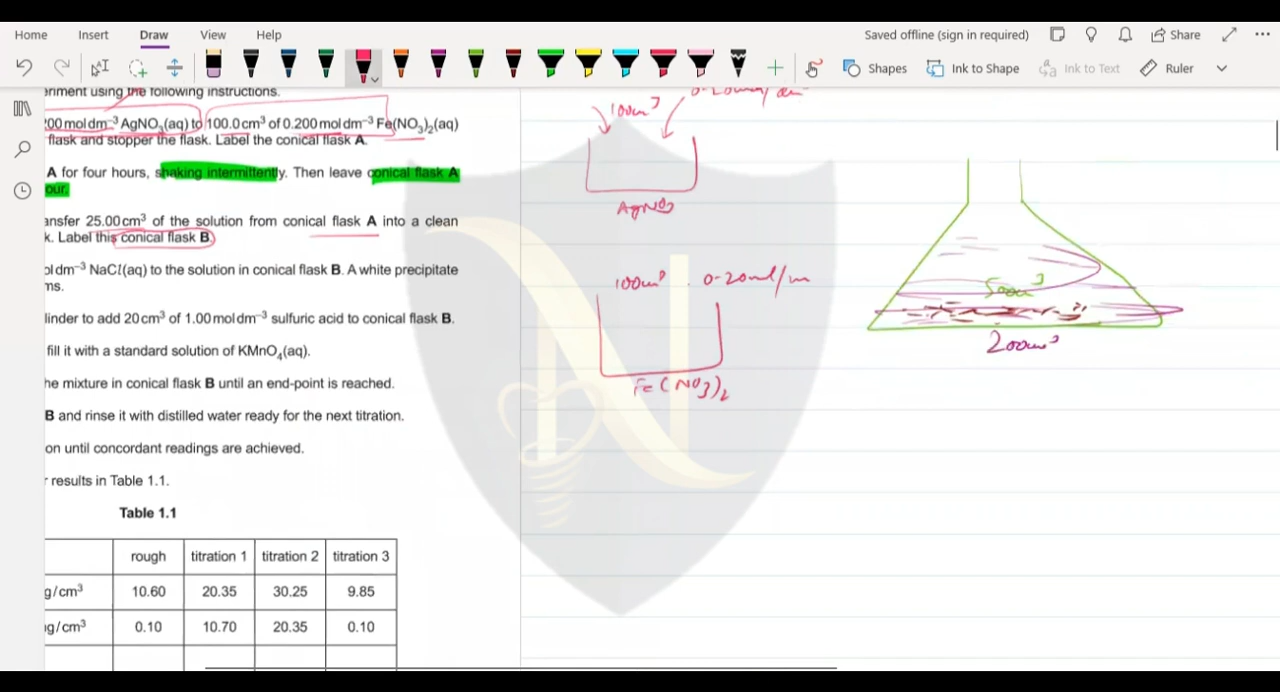 Home Insert Draw View Help
Saved offline (sign in required) Share
Shapes Ink to Shape Ink to Text Ruler
eriment using the following instructions.
00 mol dm⁻³ AgNO₃(aq) to 100.0 cm³ of 0.200 mol dm⁻³ Fe(NO₃)₂(aq)
flask and stopper the flask. Label the conical flask A.
A for four hours, shaking intermittently. Then leave conical flask A
our.
ansfer 25.00 cm³ of the solution from conical flask A into a clean
k. Label this conical flask B.
ol dm⁻³ NaCl(aq) to the solution in conical flask B. A white precipitate
ms.
linder to add 20 cm³ of 1.00 mol dm⁻³ sulfuric acid to conical flask B.
fill it with a standard solution of KMnO₄(aq).
he mixture in conical flask B until an end-point is reached.
B and rinse it with distilled water ready for the next titration.
on until concordant readings are achieved.
results in Table 1.1.
Table 1.1
rough titration 1 titration 2 titration 3
g/cm³ 10.60 20.35 30.25 9.85
g/cm³ 0.10 10.70 20.35 0.10
100cm³
AgNO3
100cm³ 0-20mol/m
Fe(NO3)2
200cm³